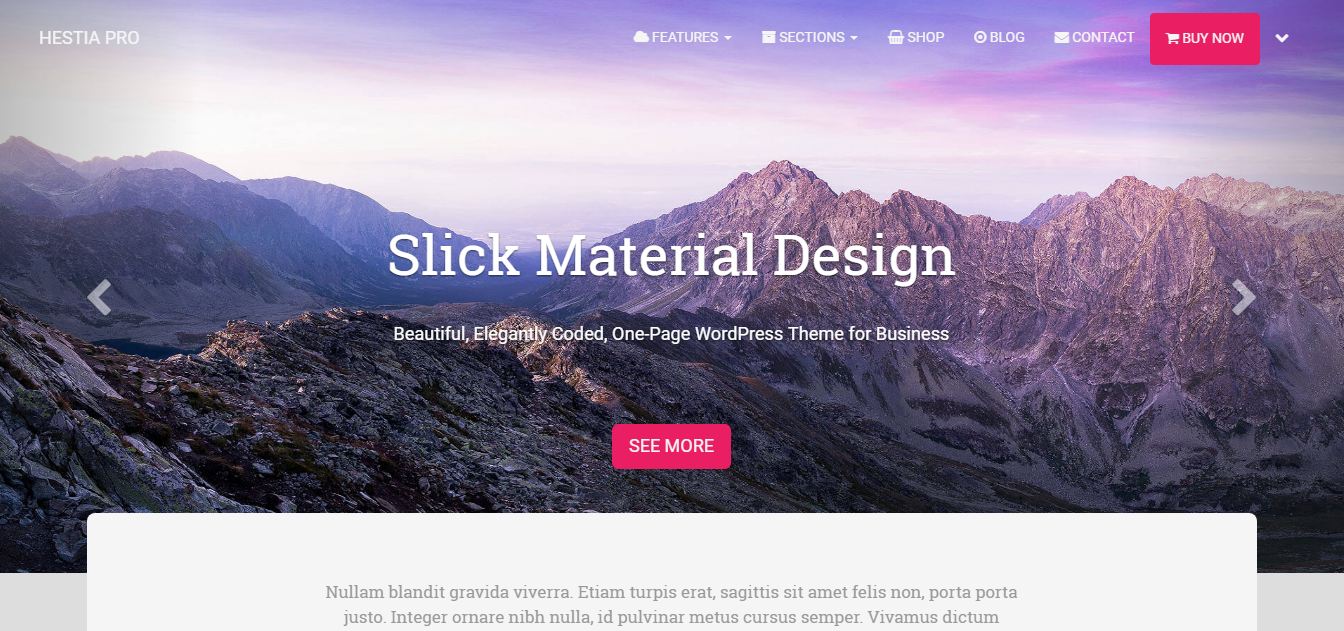 HESTIA PRO
FEATURES
SECTIONS
SHOP
BLOG
CONTACT
BUY NOW
Slick Material Design
Beautiful, Elegantly Coded, One-Page WordPress Theme for Business
SEE MORE
Nullam blandit gravida viverra. Etiam turpis erat, sagittis sit amet felis non, porta porta
justo. Integer ornare nibh nulla, id pulvinar metus cursus semper. Vivamus dictum